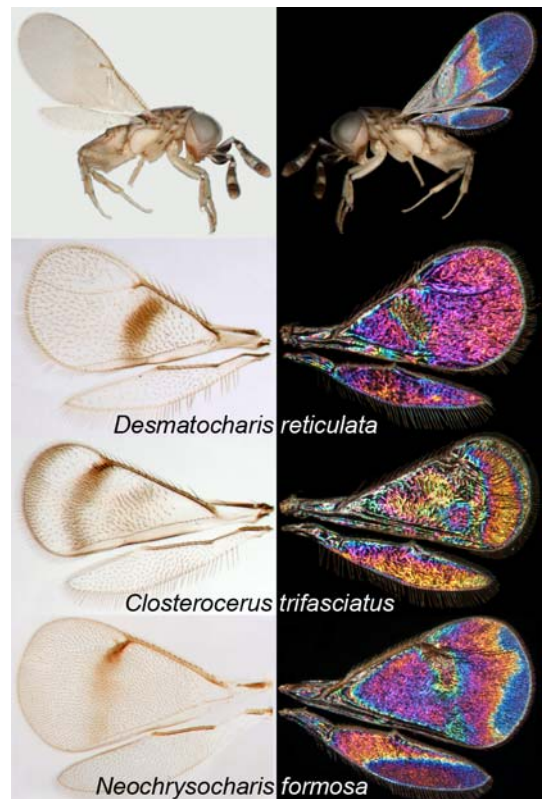 Desmatocharis reticulata
Closterocerus trifasciatus
Neochrysocharis formosa